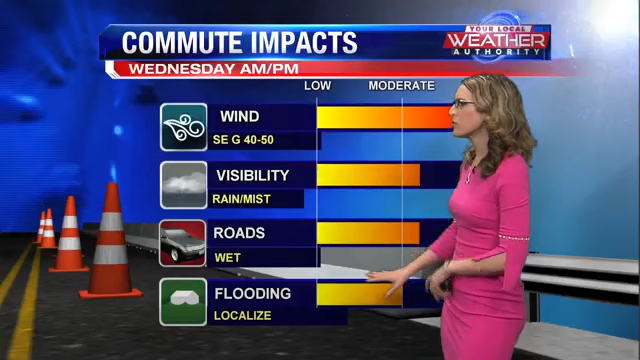 COMMUTE IMPACTS
YOUR LOCAL
WEATHER
AUTHORITY
WEDNESDAY AM/PM
LOW
MODERATE
WIND
SE G 40-50
VISIBILITY
RAIN/MIST
ROADS
WET
FLOODING
LOCALIZE